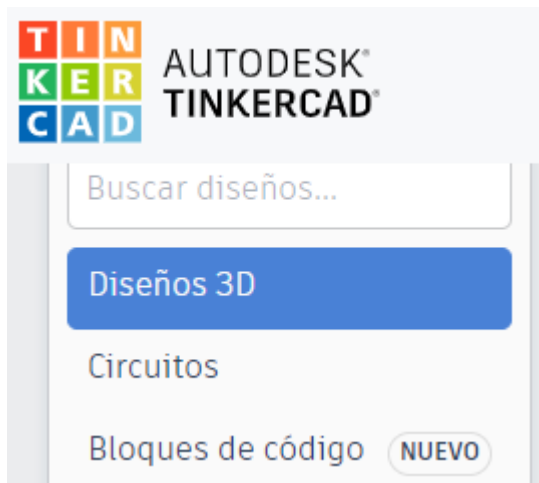 TIN
KER
CAD
AUTODESK®
TINKERCAD®
Buscar diseños...
Diseños 3D
Circuitos
Bloques de código NUEVO